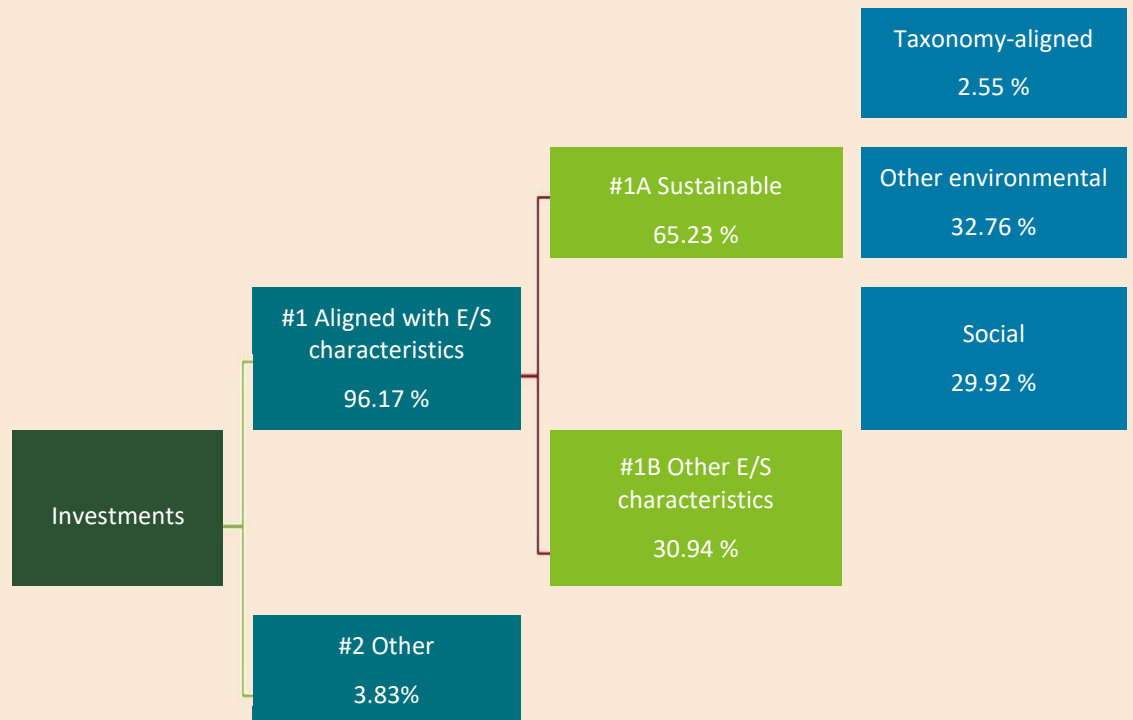 Taxonomy-aligned
2.55 %
#1A Sustainable
65.23 %
Other environmental
32.76 %
#1 Aligned with E/S
characteristics
96.17 %
Social
29.92 %
Investments
#1B Other E/S
characteristics
30.94 %
#2 Other
3.83%